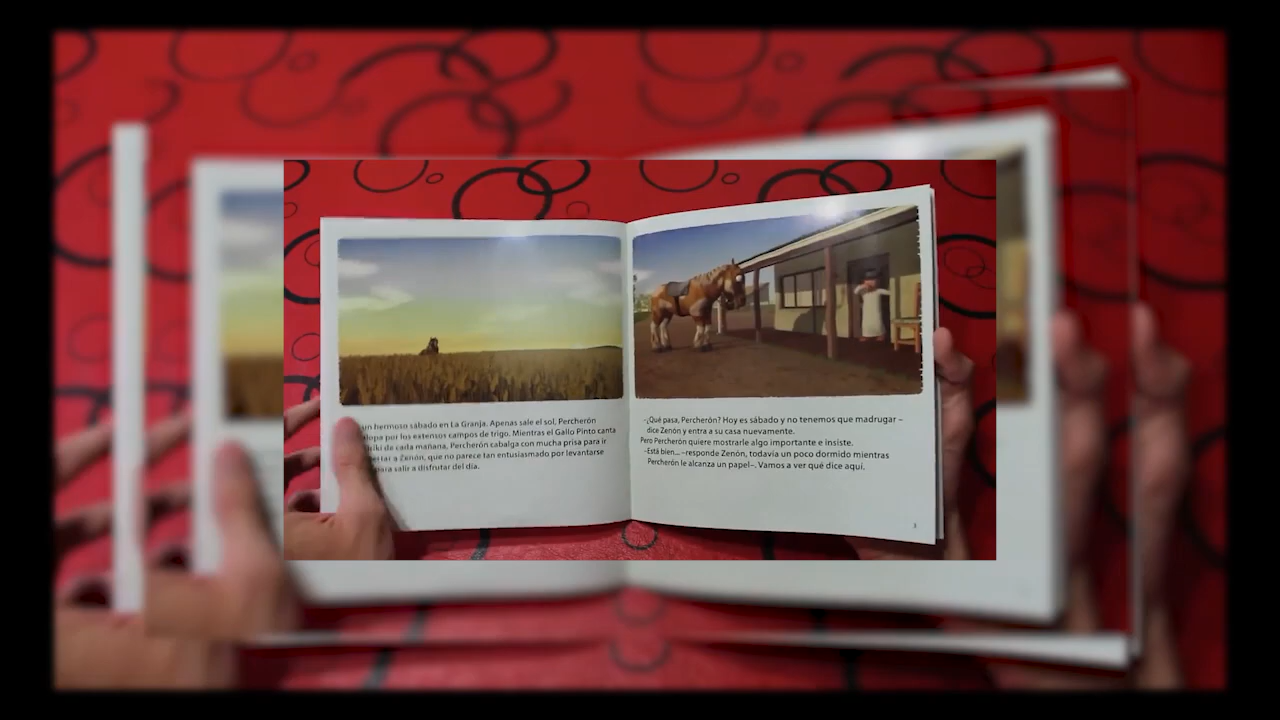 un hermoso sábado en La Granja. Apenas sale el sol, Percherón
por los extensos campos de trigo. Mientras el Gallo Pinto canta
de cada mañana, Percherón cabalga con mucha prisa para ir
a Zenón, que no parece tan entusiasmado por levantarse
para salir a disfrutar del día.
–¿Qué pasa, Percherón? Hoy es sábado y no tenemos que madrugar –
dice Zenón y entra a su casa nuevamente.
Pero Percherón quiere mostrarle algo importante e insiste.
–Está bien... –responde Zenón, todavía un poco dormido mientras
Percherón le alcanza un papel–. Vamos a ver qué dice aquí.